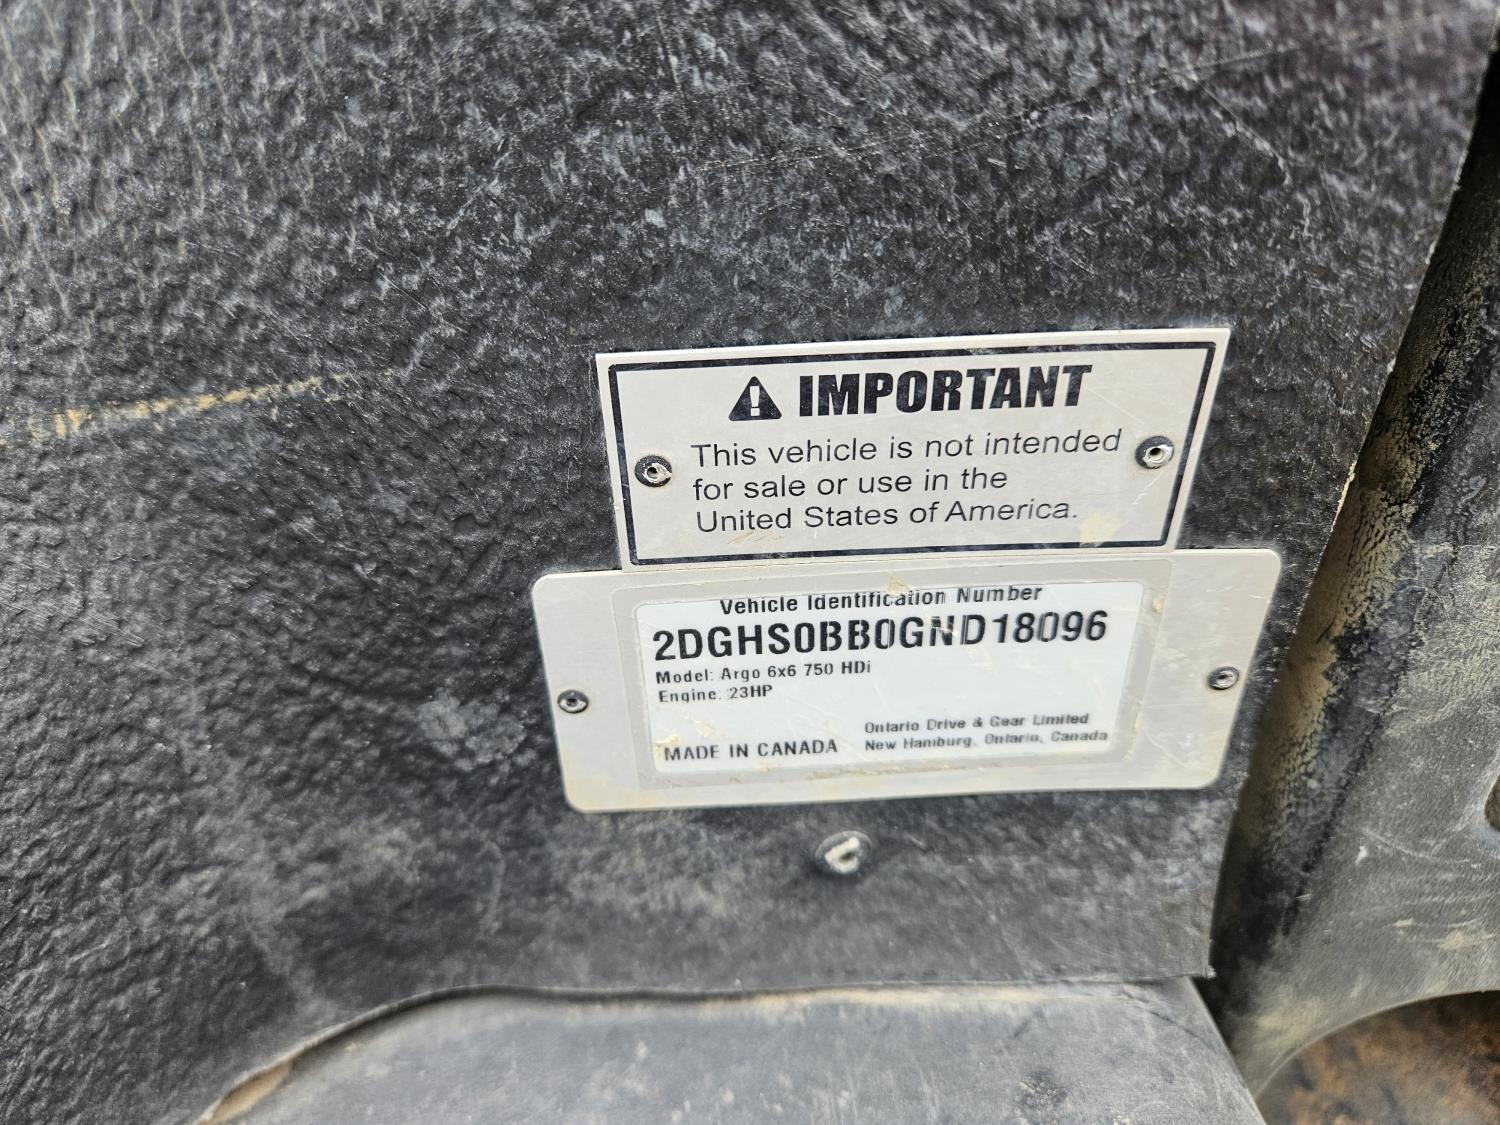 IMPORTANT
This vehicle is not intended
for sale or use in the
United States of America.
Vehicle Identification Number
2DGHS0BB0GND18096
Model: Argo 6x6 750 HDi
Engine: 23HP
MADE IN CANADA
Ontario Drive & Gear Limited
New Hamburg, Ontario, Canada